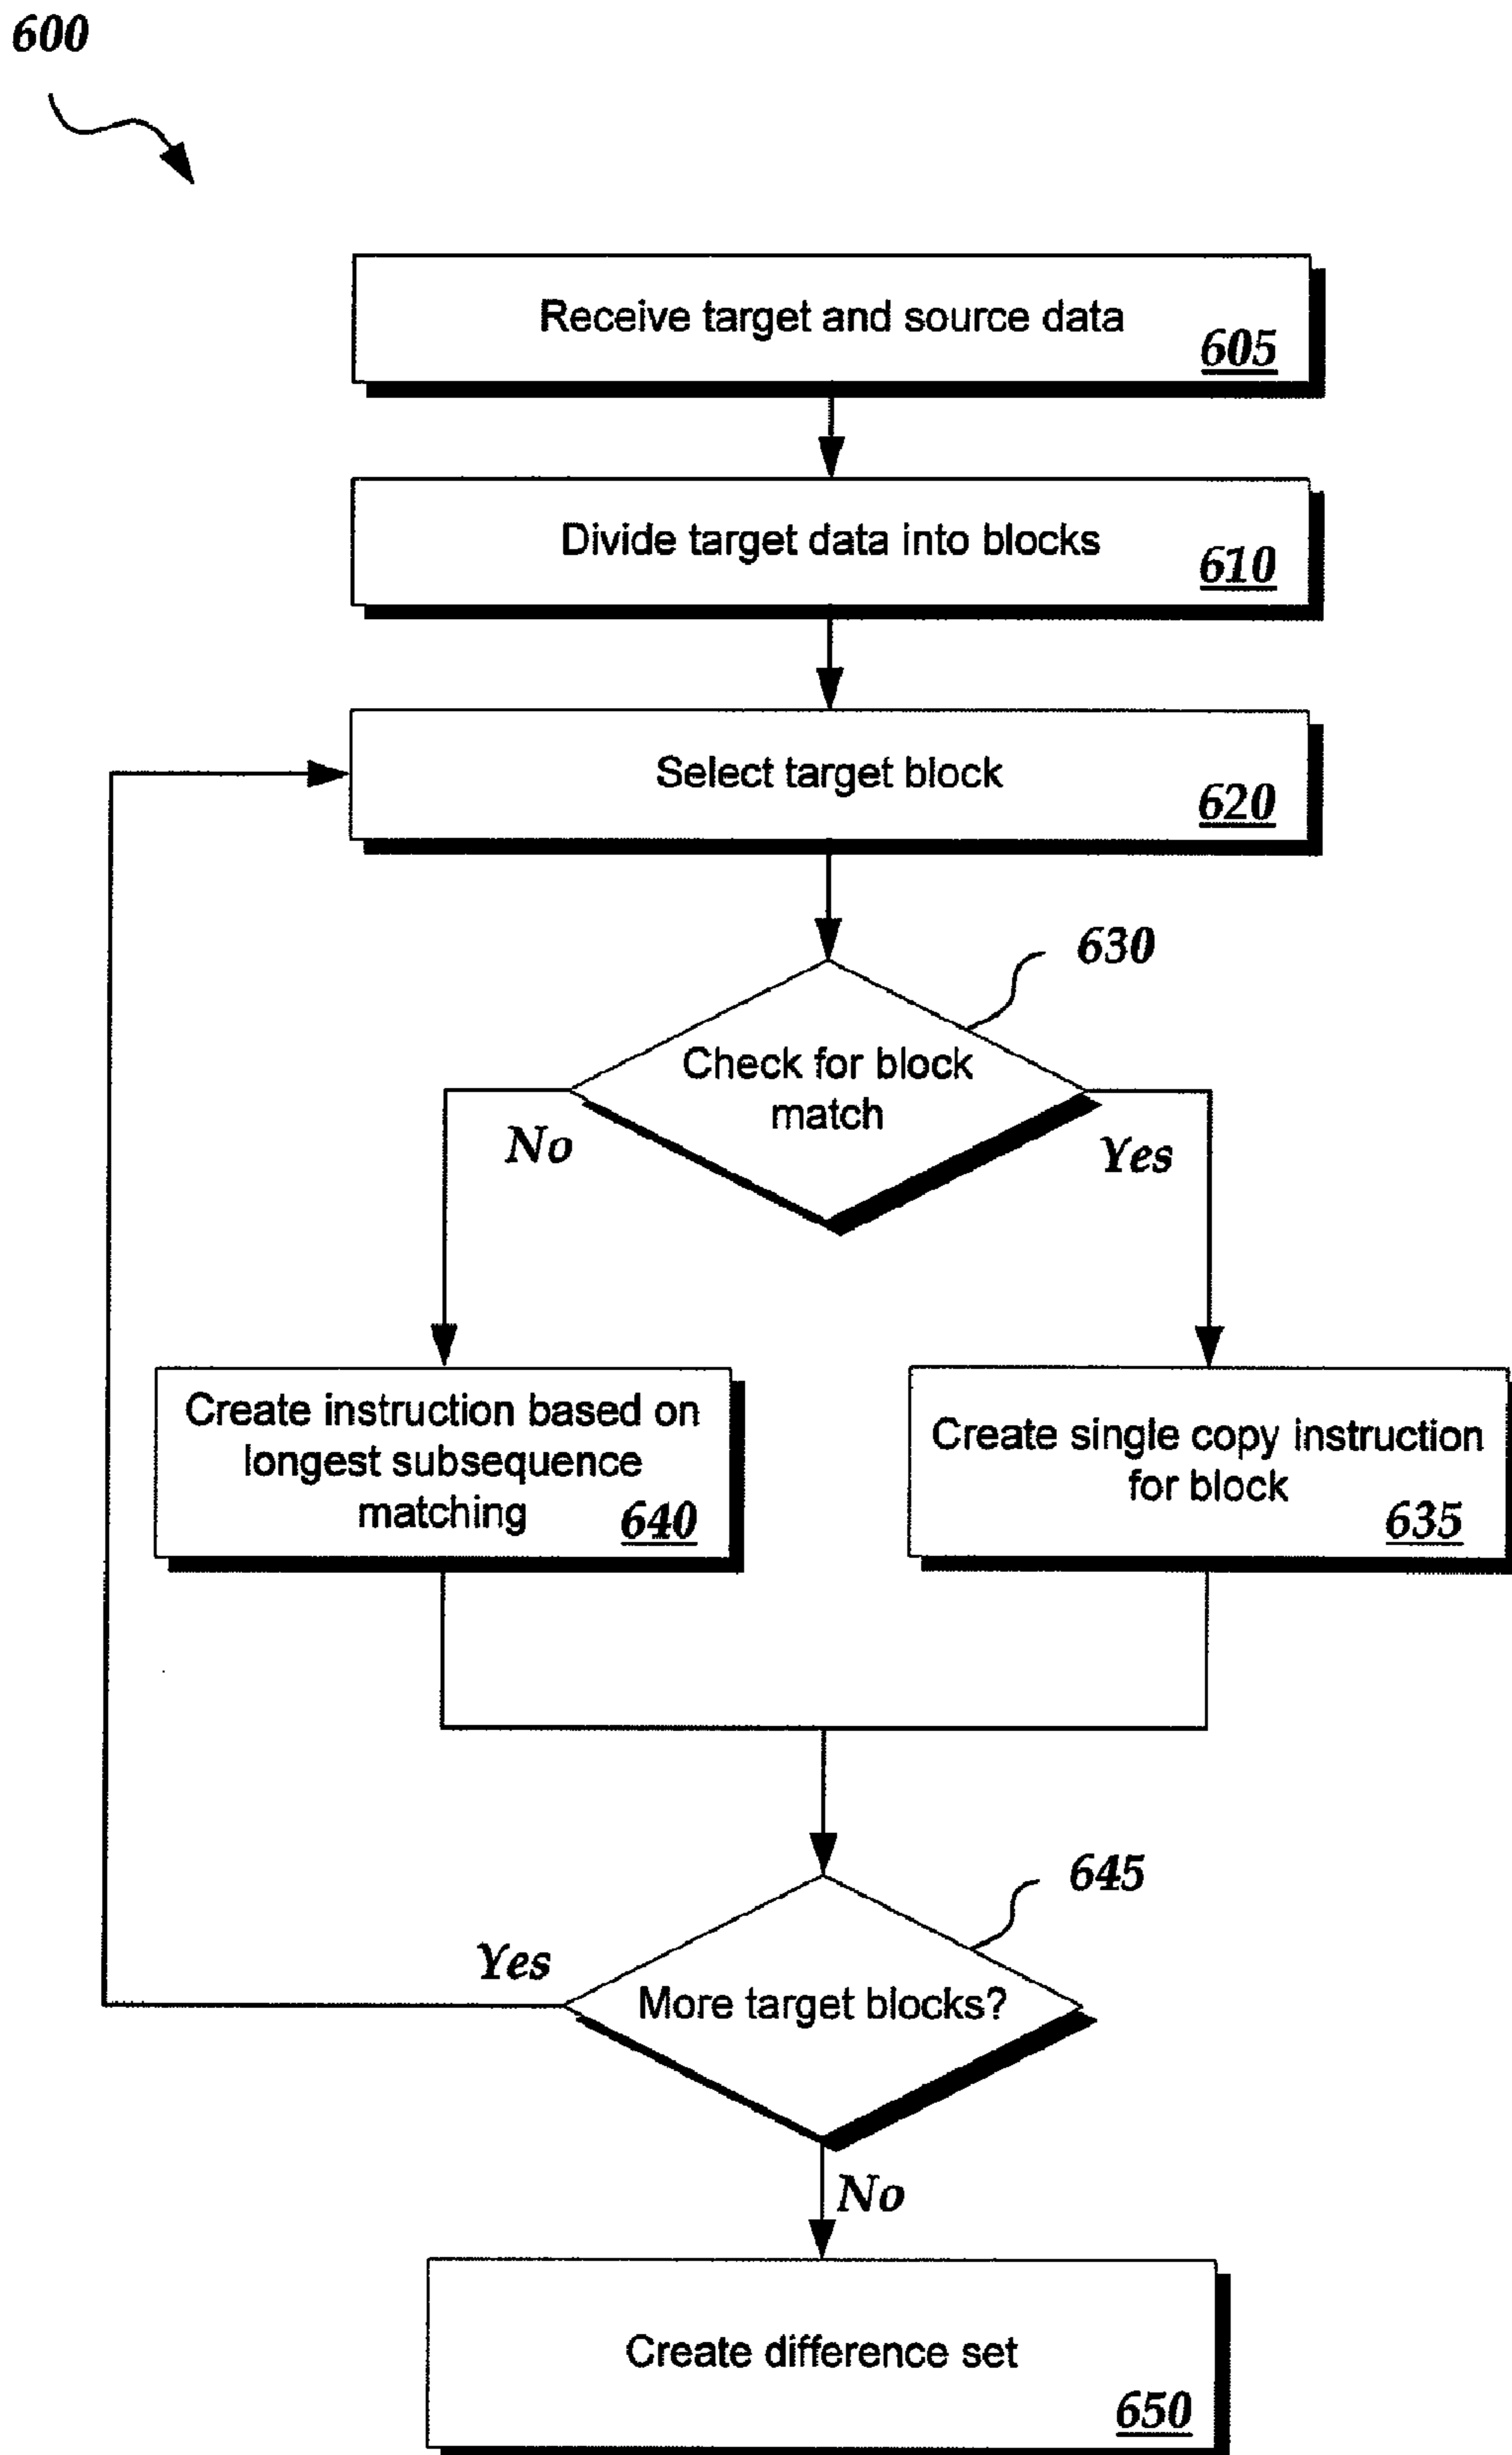 600
Receive target and source data
605
Divide target data into blocks
610
Select target block
620
630
Check for block
match
No
Yes
Create instruction based on
longest subsequence
matching
640
Create single copy instruction
for block
635
645
Yes
More target blocks?
No
Create difference set
650